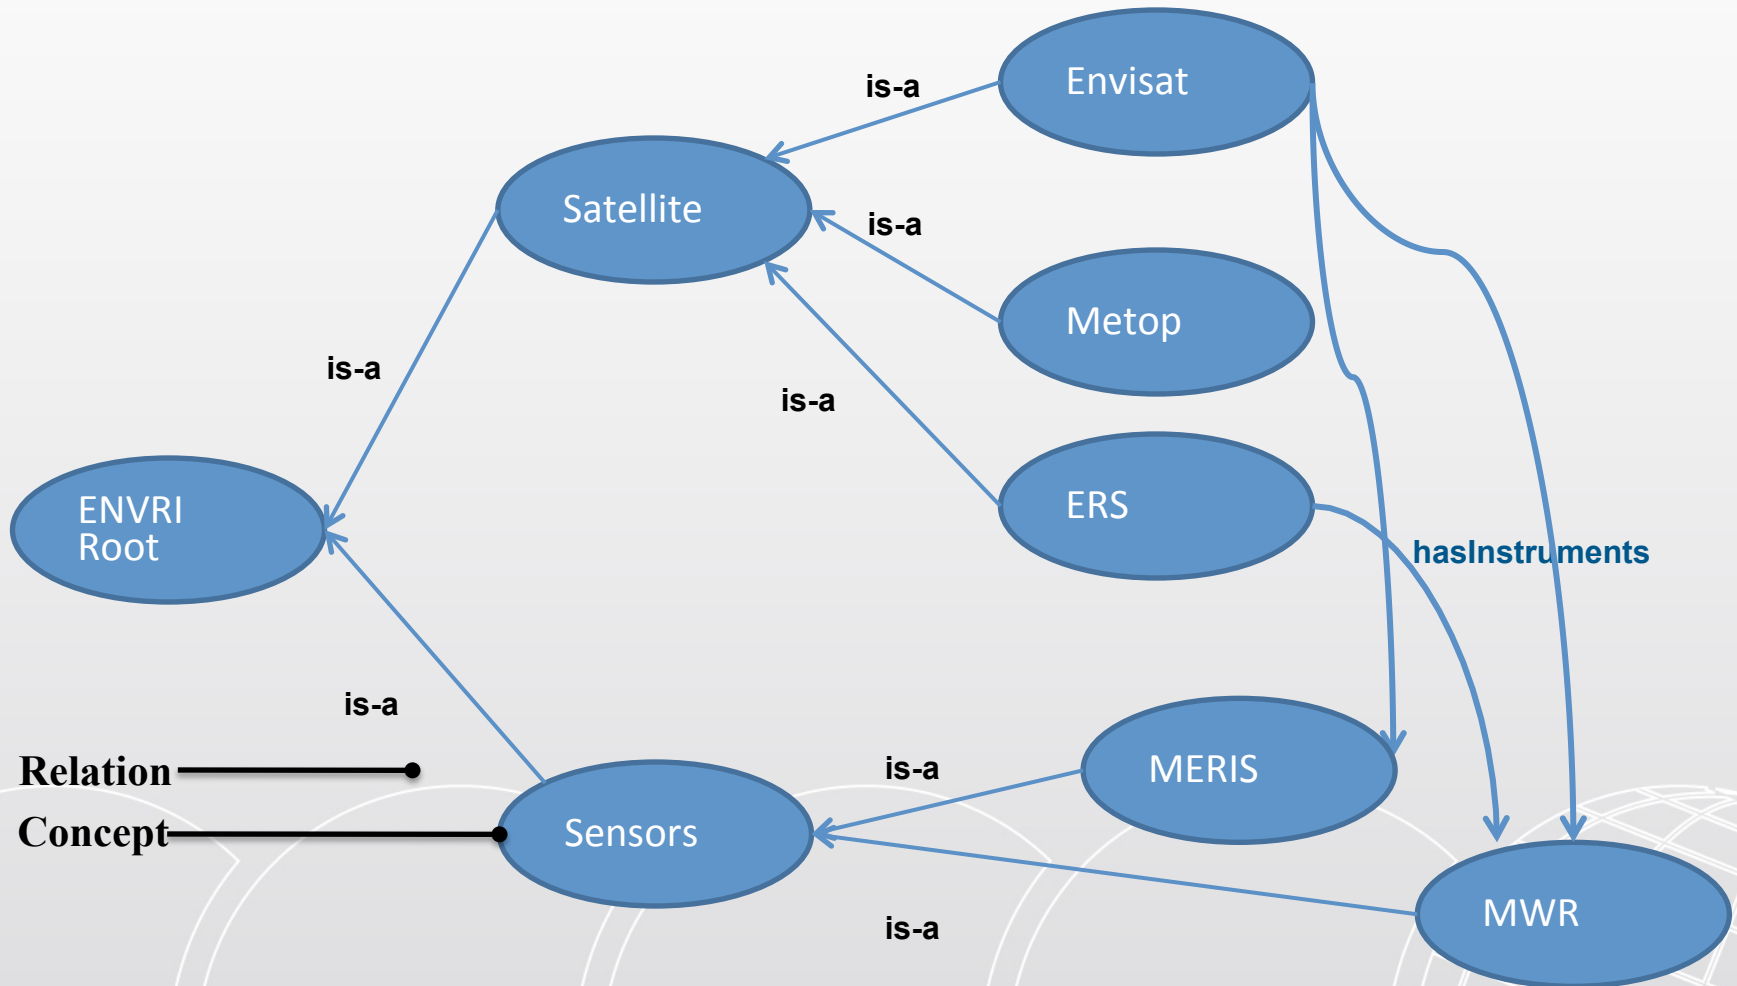 Envisat
is-a
Satellite
is-a
Metop
is-a
is-a
ENVRI
Root
ERS
hasInstruments
is-a
Relation
is-a
MERIS
Concept
Sensors
is-a
MWR